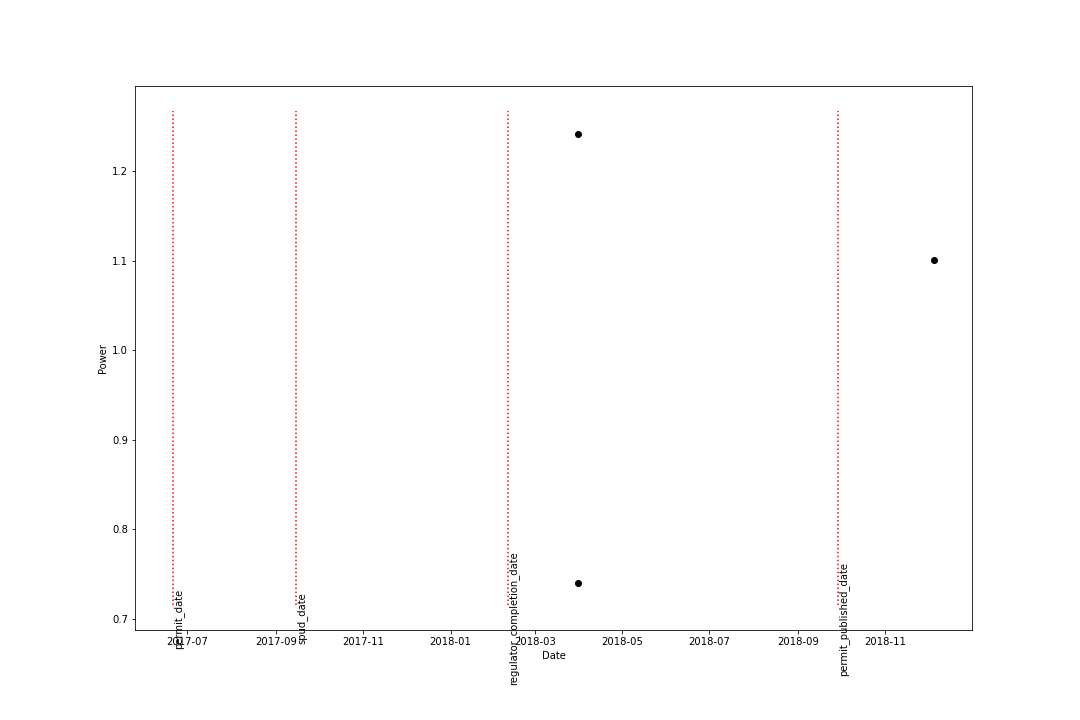 1.2
1.1
1.0
0.9
0.8
0.7
Power
permit_date
spud_date
regulator_completion_date
permit_published_date
2017-07
2017-09
2017-11
2018-01
2018-03
2018-05
2018-07
2018-09
2018-11
Date